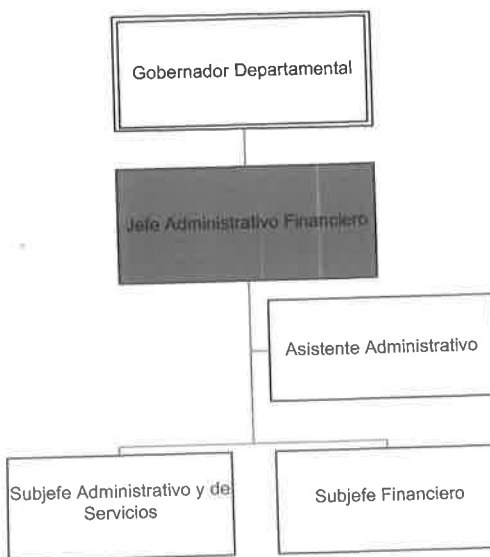 Gobernador Departamental
Jefe Administrativo Financiero
Asistente Administrativo
Subjefe Administrativo y de
Servicios
Subjefe Financiero